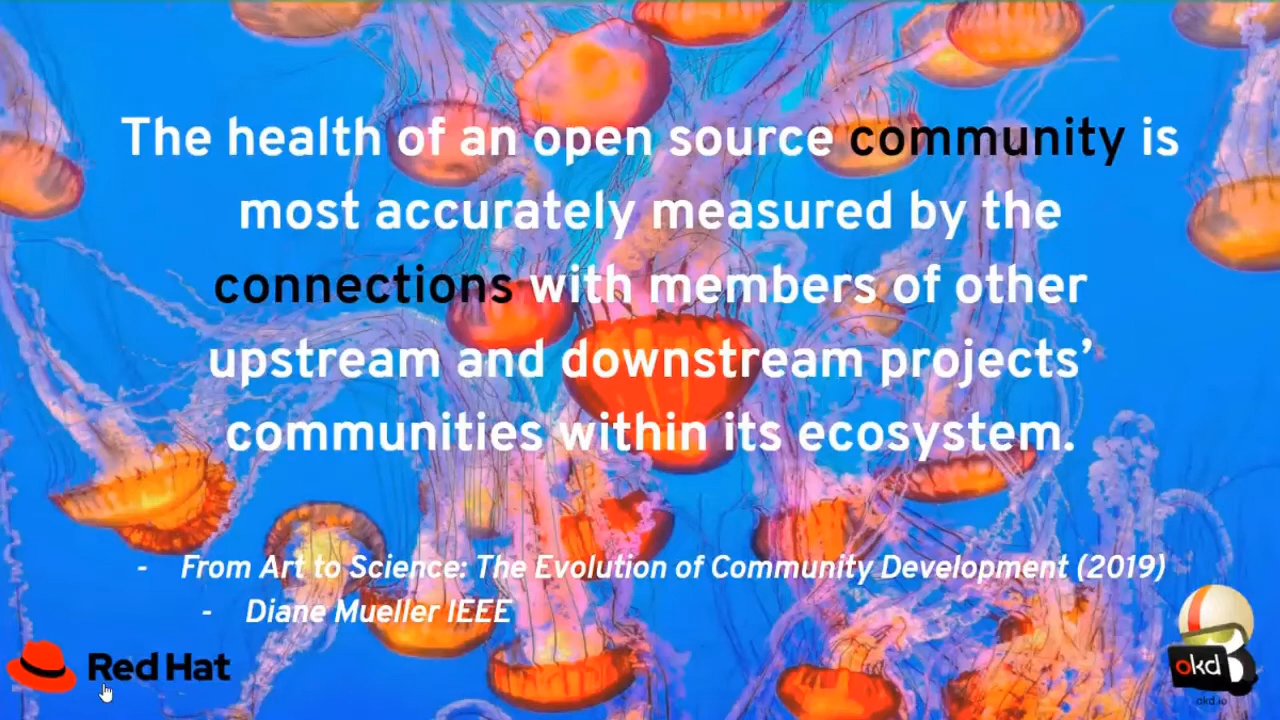 The health of an open source community is
most accurately measured by the
connections with members of other
upstream and downstream projects’
communities within its ecosystem.
- From Art to Science: The Evolution of Community Development (2019)
- Diane Mueller IEEE
Red Hat
okd
okd.io